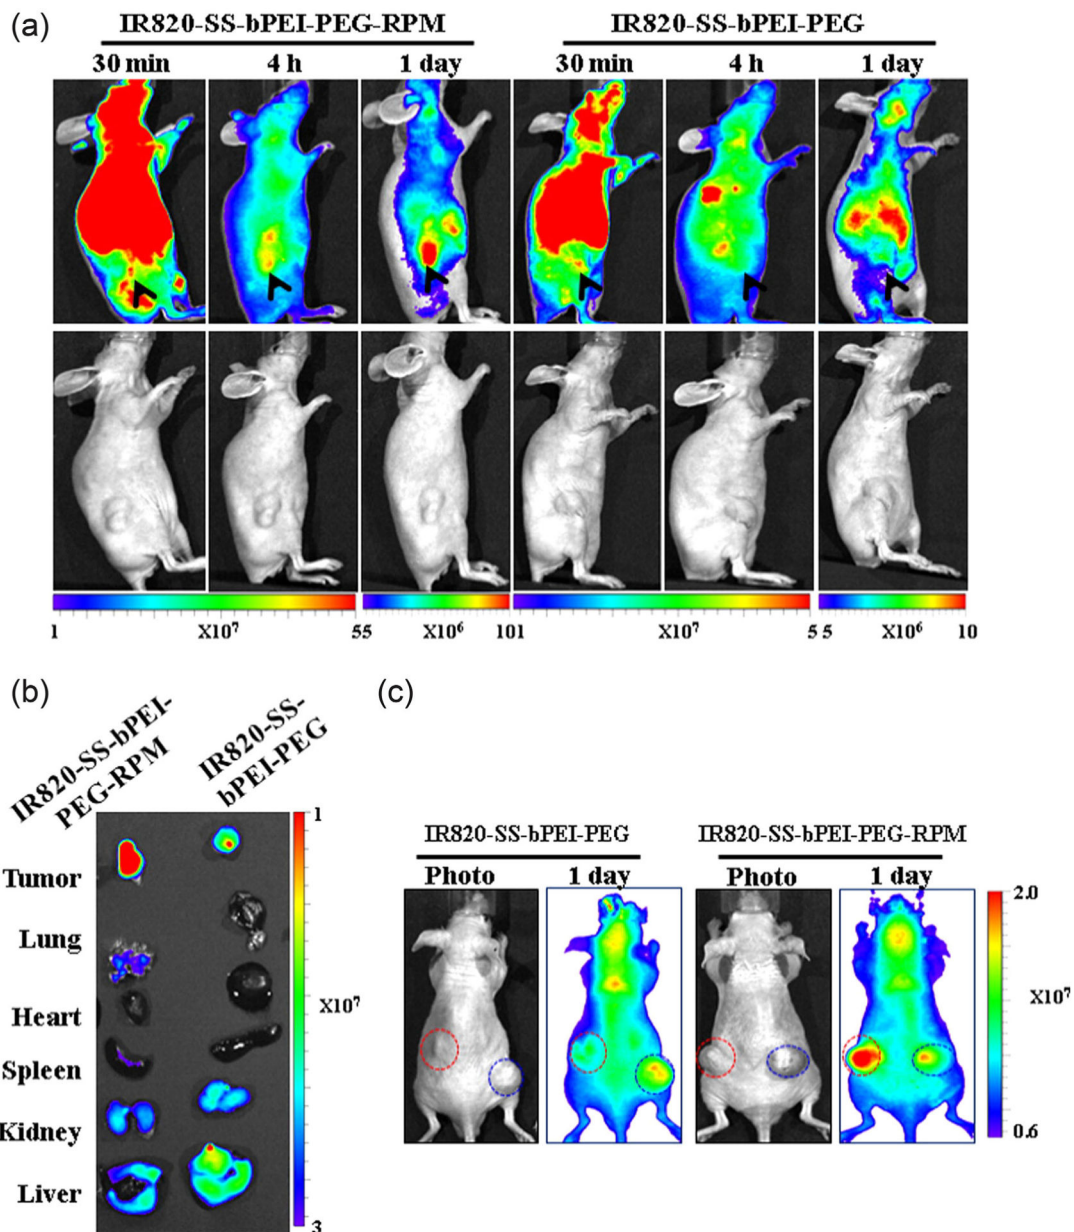 (a)
IR820-SS-bPEI-PEG-RPM IR820-SS-bPEI-PEG
30 min 4 h 1 day 30 min 4 h 1 day
1 X10⁷ 55 X10⁶ 101 X10⁷ 5 5 X10⁶ 10
(b)
IR820-SS-bPEI-
PEG-RPM
IR820-SS-
bPEI-PEG
1
Tumor
Lung
X10⁷
Heart
Spleen
Kidney
Liver
3
(c)
IR820-SS-bPEI-PEG IR820-SS-bPEI-PEG-RPM
Photo 1 day Photo 1 day
2.0
X10⁷
0.6